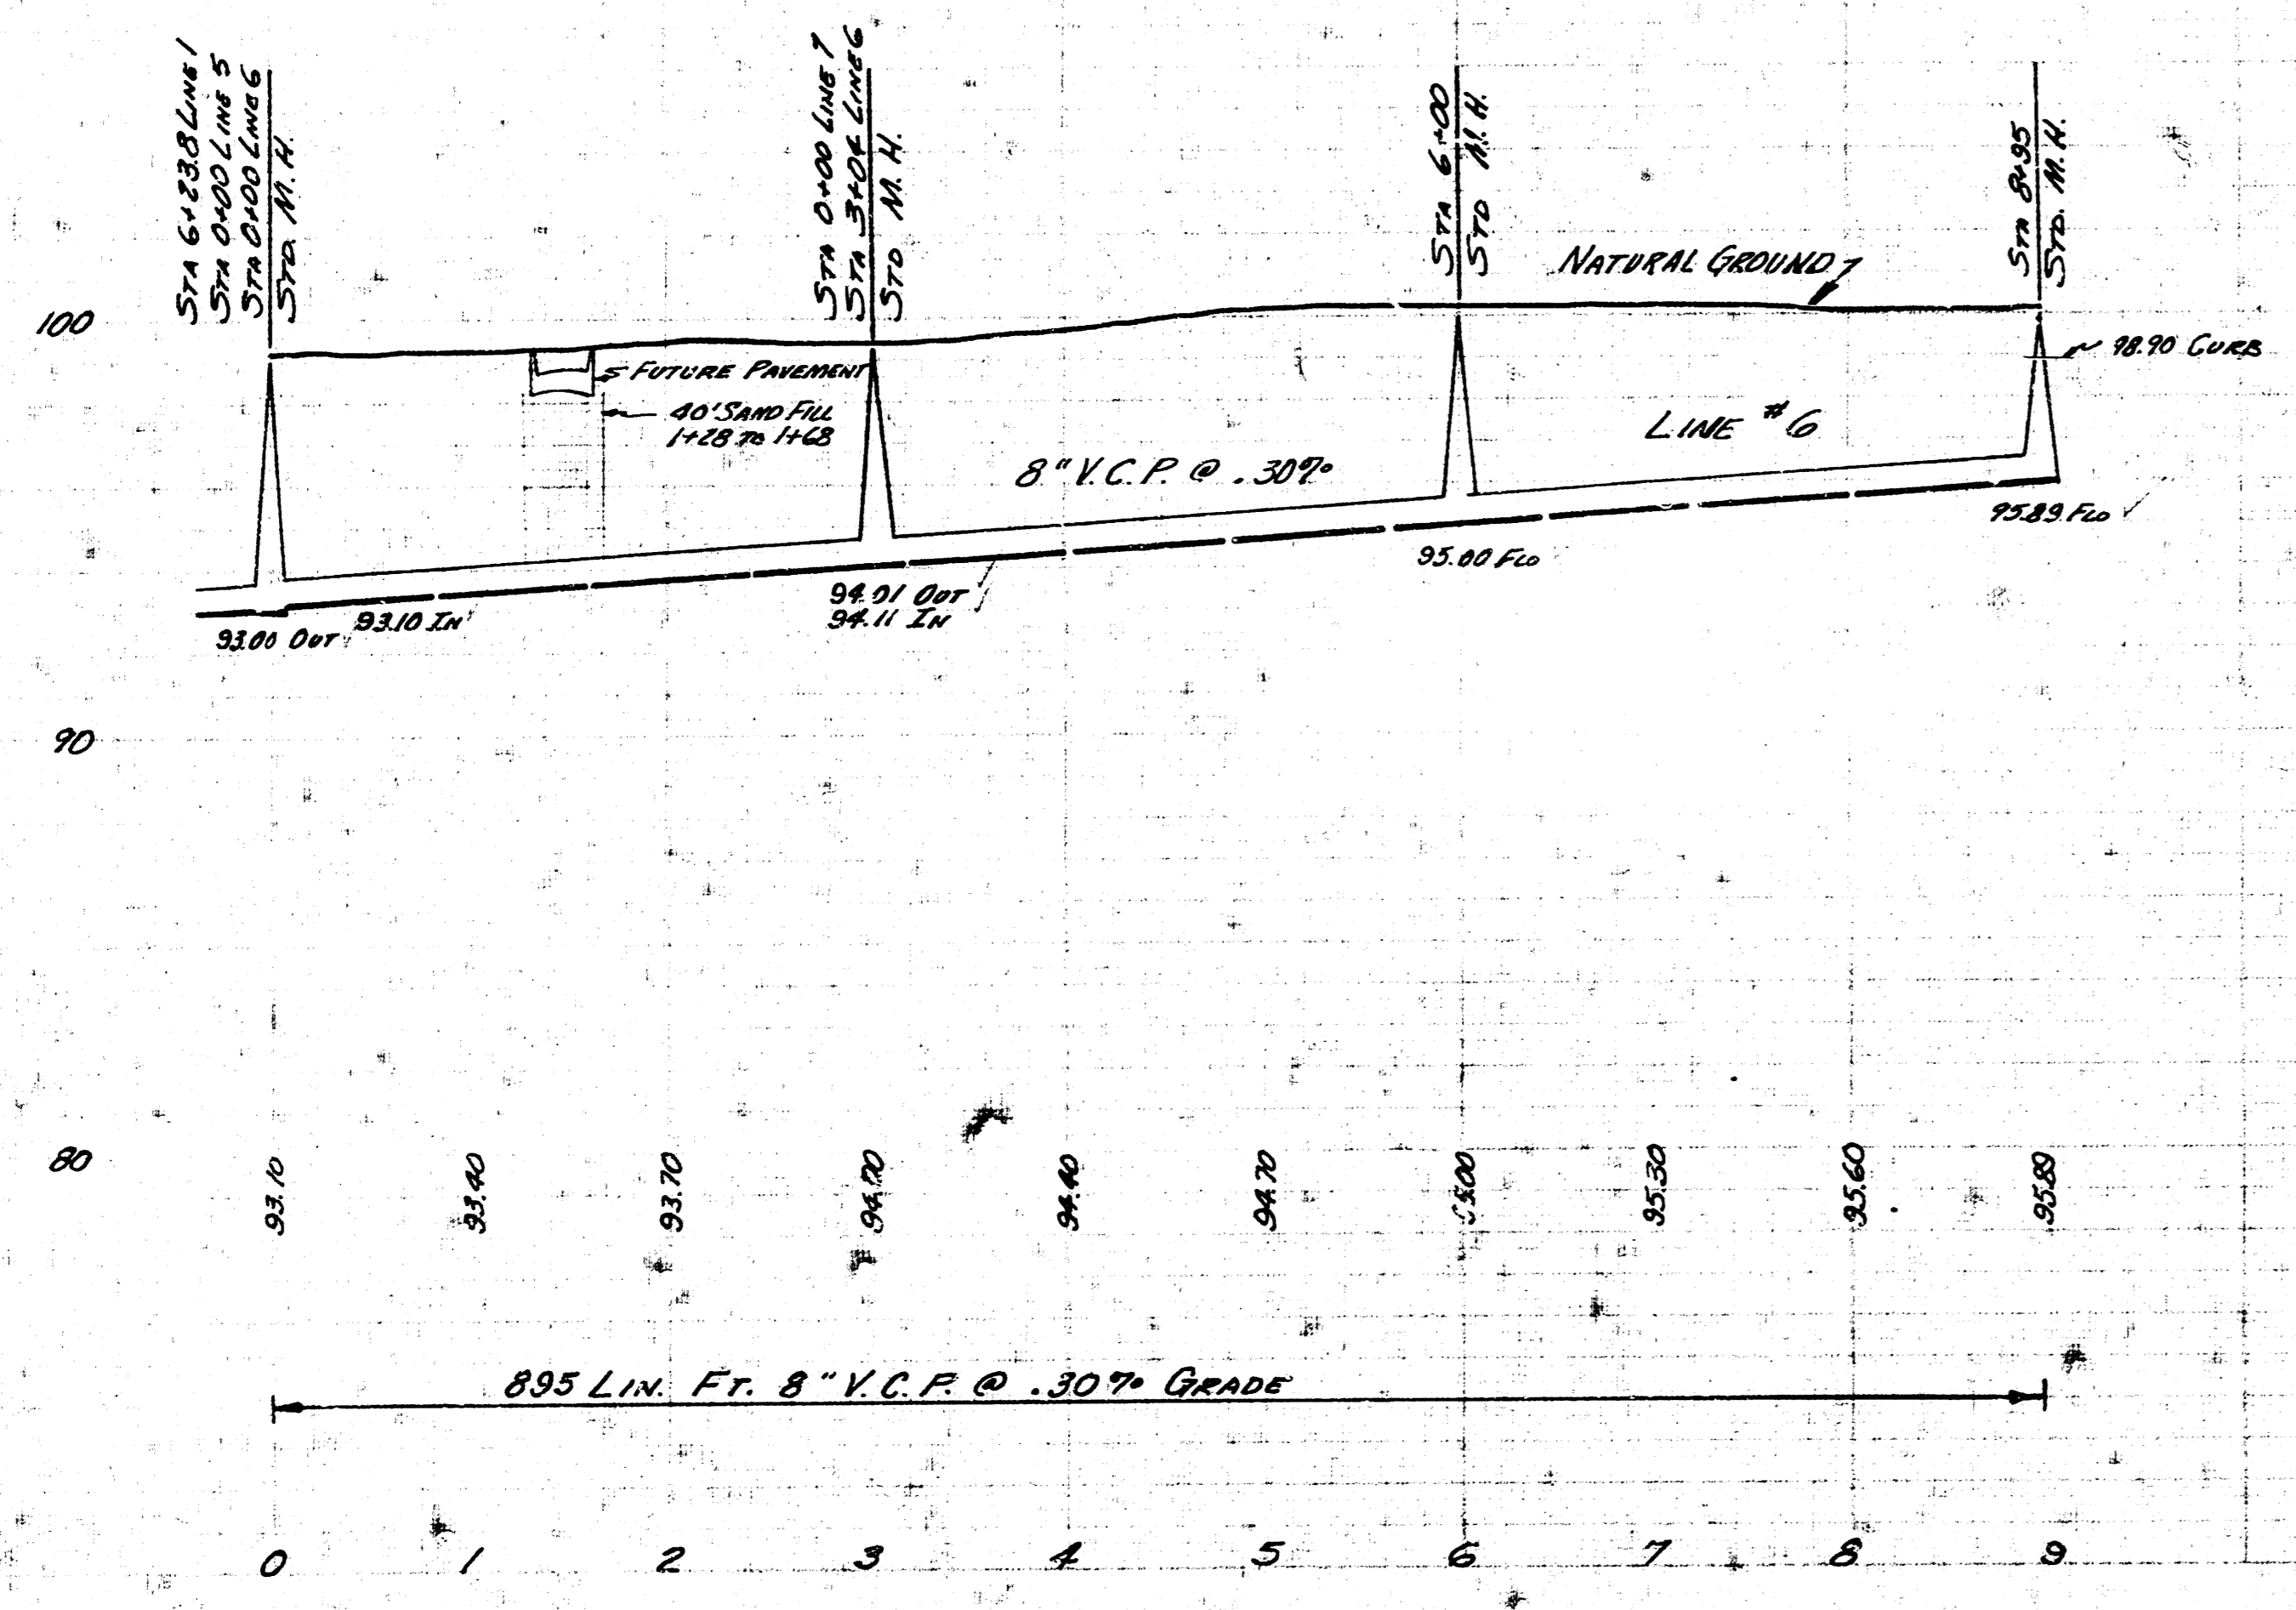 STA 6+23.8 LINE 1
STA 0+00 LINE 5
STA 0+00 LINE 6
STD. M.H.
STA 0+00 LINE 7
STA 3+04 LINE 6
STD M.H.
STA 6+00
STD M.H.
STA 8+95
STD. M.H.
NATURAL GROUND
100
98.90 CURB
FUTURE PAVEMENT
40' SAND FILL
1+28 TO 1+68
LINE #6
8" V.C.P. @ .30%
95.89 FLO
95.00 FLO
94.01 OUT
94.11 IN
93.10 IN
93.00 OUT
90
80
93.10
93.40
93.70
94.40
94.70
95.00
95.30
95.60
95.89
895 LIN. FT. 8" V.C.P. @ .30% GRADE
0 1 2 3 4 5 6 7 8 9